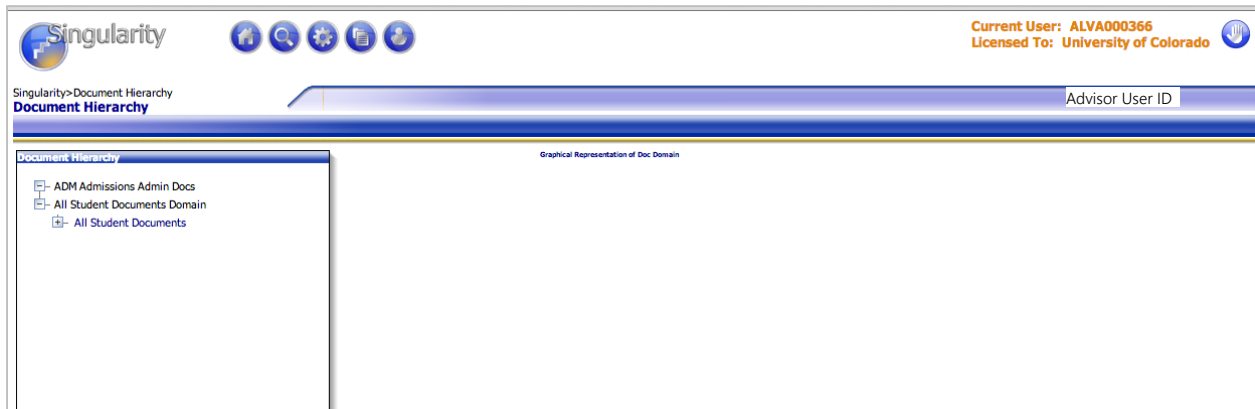 Singularity
Current User: ALVA000366
Licensed To: University of Colorado
Singularity>Document Hierarchy
Document Hierarchy
Advisor User ID
Document Hierarchy
Graphical Representation of Doc Domain
ADM Admissions Admin Docs
All Student Documents Domain
All Student Documents